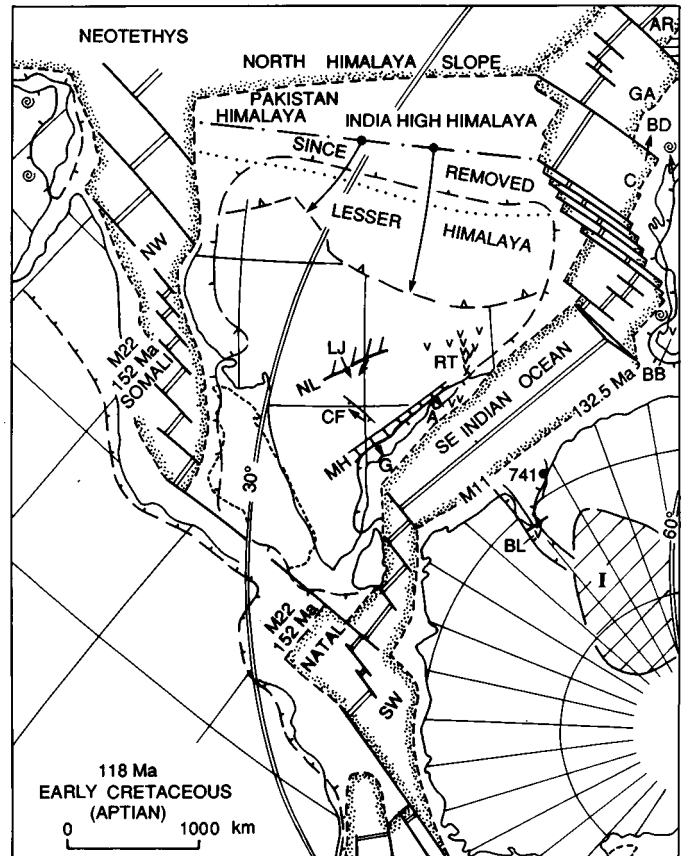 NEOTETHYS
AR
NORTH HIMALAYA SLOPE
GA
PAKISTAN
HIMALAYA
INDIA HIGH HIMALAYA
BD
SINCE
REMOVED
C
LESSER
HIMALAYA
NW
M22
152 Ma
SOMALI
LJ
NL
RT
CF
A
MH
G
SE INDIAN OCEAN
BB
132.5 Ma
M11
741
30°
60°
BL
I
M22
152 Ma
NATAL
SW
118 Ma
EARLY CRETACEOUS
(APTIAN)
0 1000 km